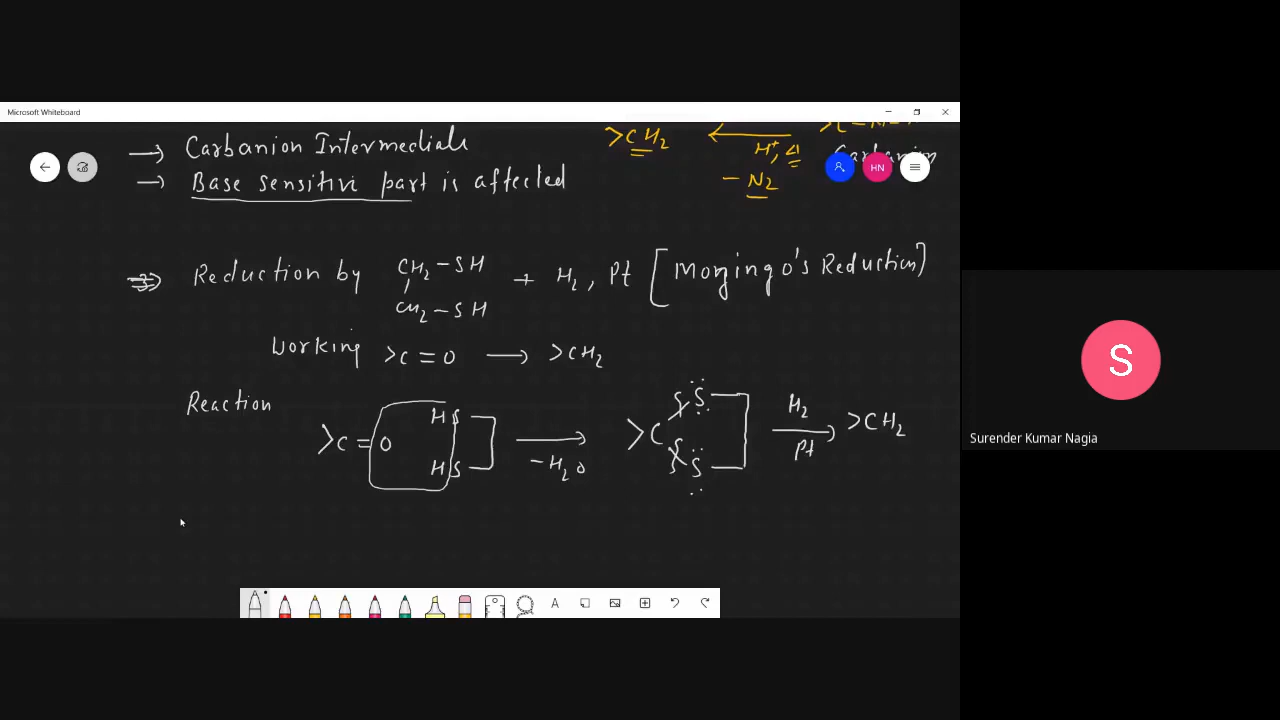 Microsoft Whiteboard
→ Carbanion Intermediate
>CH₂ ← H⁺, Δ
Carbanion
→ Base sensitive part is affected
- N₂
HN
⇒ Reduction by CH₂-SH + H₂, Pt [Mozingo's Reduction]
CH₂-SH
Working >C=O → >CH₂
Reaction
>C=O HS HS → -H₂O >C S S H₂ Pt → >CH₂
S
Surender Kumar Nagia
A